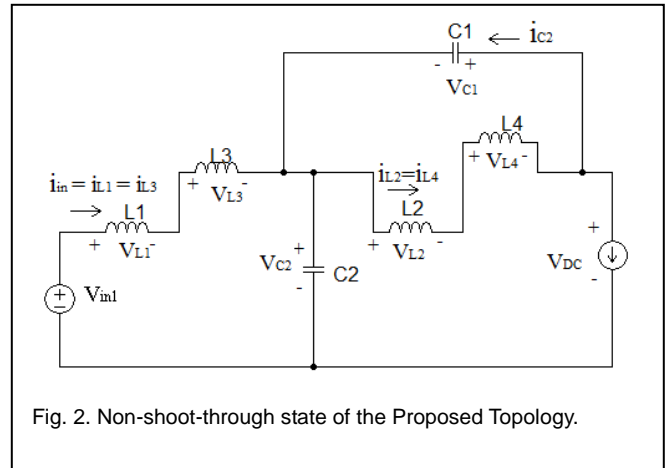 C1
iC2
- +
VC1
L4
L3
+ VL4 -
iin = iL1 = iL3
+ VL3 -
iL2=iL4
L1
L2
+ VL1 -
+ VL2 -
VC2 + -
C2
VDC + -
Vin1
+ -
Fig. 2. Non-shoot-through state of the Proposed Topology.